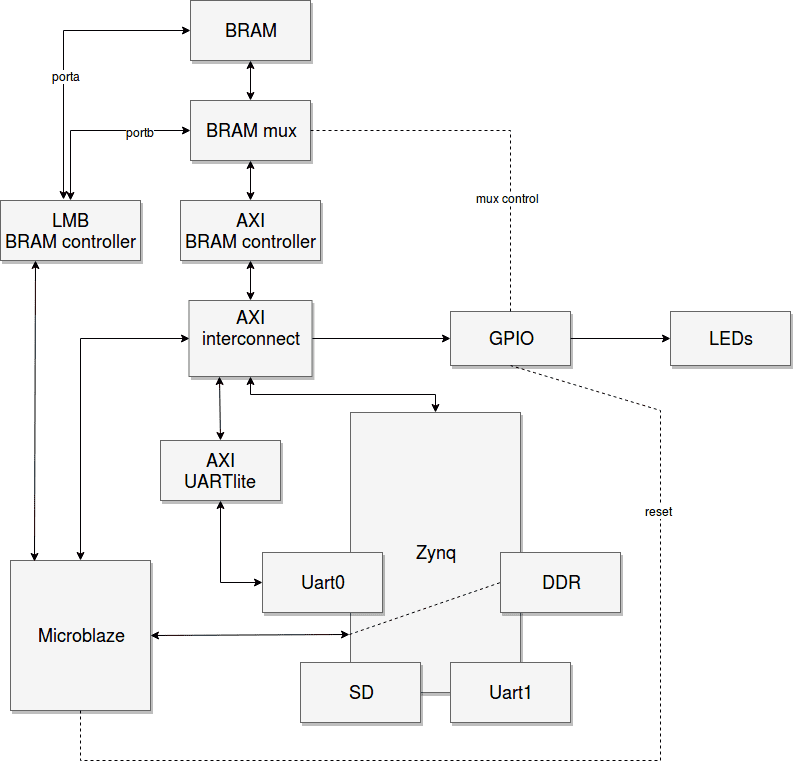 BRAM
porta
BRAM mux
portb
mux control
LMB
BRAM controller
AXI
BRAM controller
AXI
interconnect
GPIO
LEDs
AXI
UARTlite
reset
Zynq
Uart0
DDR
Microblaze
SD
Uart1